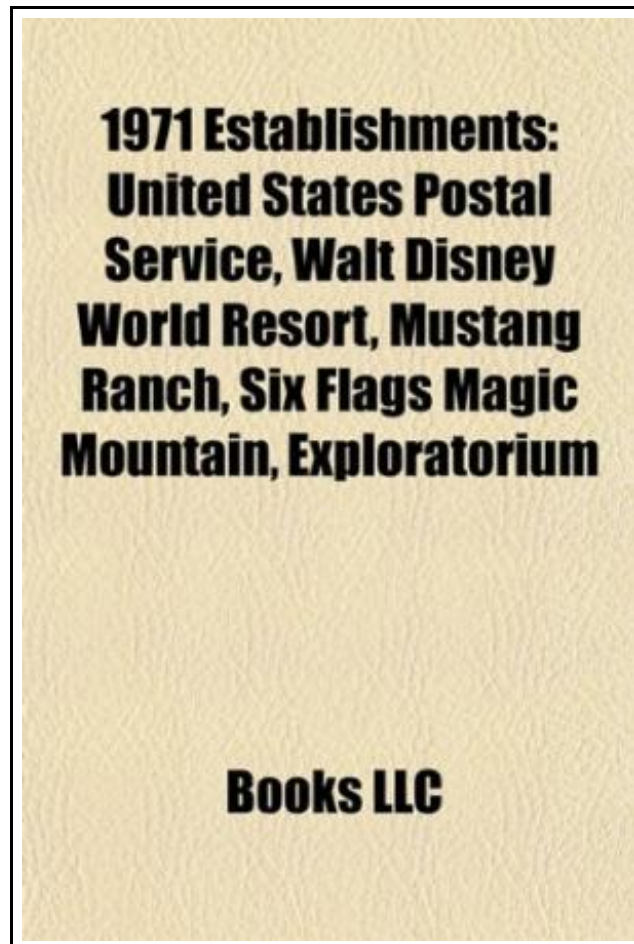 1971 Establishments:
United States Postal
Service, Walt Disney
World Resort, Mustang
Ranch, Six Flags Magic
Mountain, Exploratorium
Books LLC